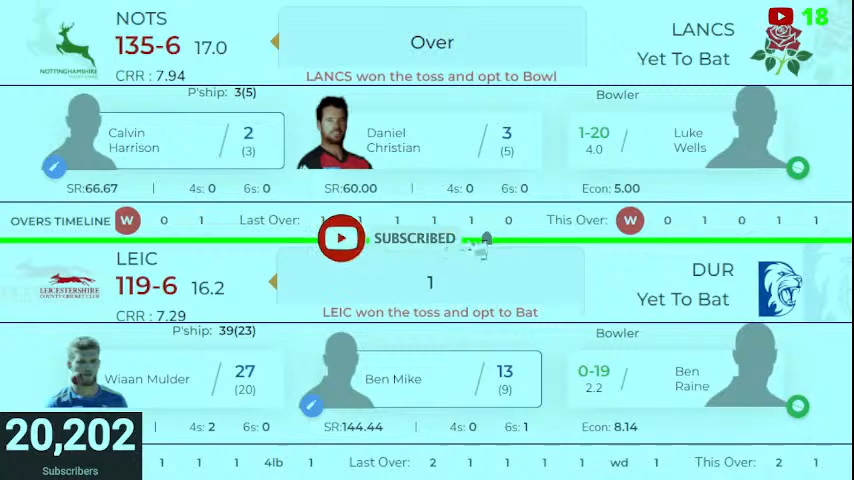 NOTS
135-6 17.0
CRR : 7.94
Over
LANCS won the toss and opt to Bowl
LANCS
Yet To Bat
18
NOTTINGHAMSHIRE
P'ship: 3(5)
Bowler
Calvin Harrison
2
(3)
Daniel Christian
3
(5)
1-20
4.0
Luke Wells
SR:66.67 | 4s: 0 6s: 0
SR:60.00 | 4s: 0 6s: 0
Econ: 5.00
OVERS TIMELINE W 0 1 Last Over: 1 1 1 1 0 This Over: W 0 1 0 1 1
SUBSCRIBED
LEIC
119-6 16.2
CRR : 7.29
1
LEIC won the toss and opt to Bat
DUR
Yet To Bat
LEICESTERSHIRE
COUNTY CRICKET CLUB
P'ship: 39(23)
Bowler
Wiaan Mulder
27
(20)
Ben Mike
13
(9)
0-19
2.2
Ben Raine
| 4s: 2 6s: 0
SR:144.44 | 4s: 0 6s: 1
Econ: 8.14
1 1 1 4lb 1 Last Over: 2 1 1 1 1 wd 1 This Over: 2 1
20,202
Subscribers